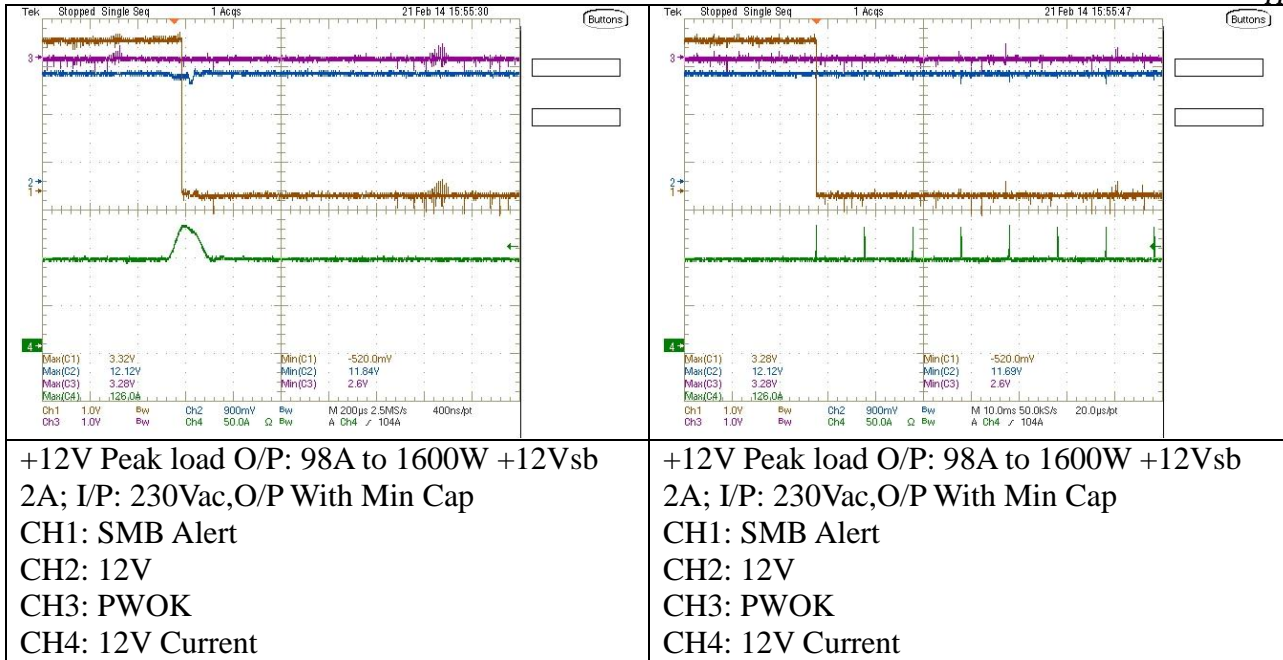 Tek Stopped Single Seq 1 Acqs 21 Feb 14 15:55:30
Buttons
3
2
1
4
Max(C1) 3.32V Min(C1) -520.0mV
Max(C2) 12.12V Min(C2) 11.84V
Max(C3) 3.28V Min(C3) 2.6V
Max(C4) 126.0A
Ch1 1.0V Bw Ch2 900mV Bw M 200µs 2.5MS/s 400ns/pt
Ch3 1.0V Bw Ch4 50.0A Ω Bw A Ch4 / 104A
+12V Peak load O/P: 98A to 1600W +12Vsb
2A; I/P: 230Vac,O/P With Min Cap
CH1: SMB Alert
CH2: 12V
CH3: PWOK
CH4: 12V Current
Tek Stopped Single Seq 1 Acqs 21 Feb 14 15:55:47
Buttons
3
2
1
4
Max(C1) 3.28V Min(C1) -520.0mV
Max(C2) 12.12V Min(C2) 11.69V
Max(C3) 3.28V Min(C3) 2.6V
Max(C4) 126.0A
Ch1 1.0V Bw Ch2 900mV Bw M 10.0ms 50.0kS/s 20.0µs/pt
Ch3 1.0V Bw Ch4 50.0A Ω Bw A Ch4 / 104A
+12V Peak load O/P: 98A to 1600W +12Vsb
2A; I/P: 230Vac,O/P With Min Cap
CH1: SMB Alert
CH2: 12V
CH3: PWOK
CH4: 12V Current